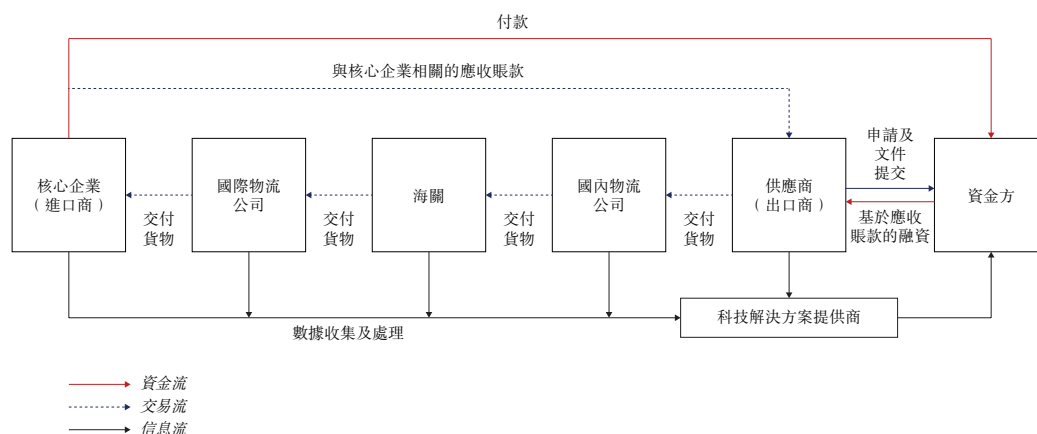 付款
與核心企業相關的應收賬款
核心企業
（進口商）
國際物流
公司
海關
國內物流
公司
供應商
（出口商）
資金方
申請及
文件
提交
基於應收
賬款的融資
交付
貨物
交付
貨物
交付
貨物
交付
貨物
數據收集及處理
科技解決方案提供商
資金流
交易流
信息流